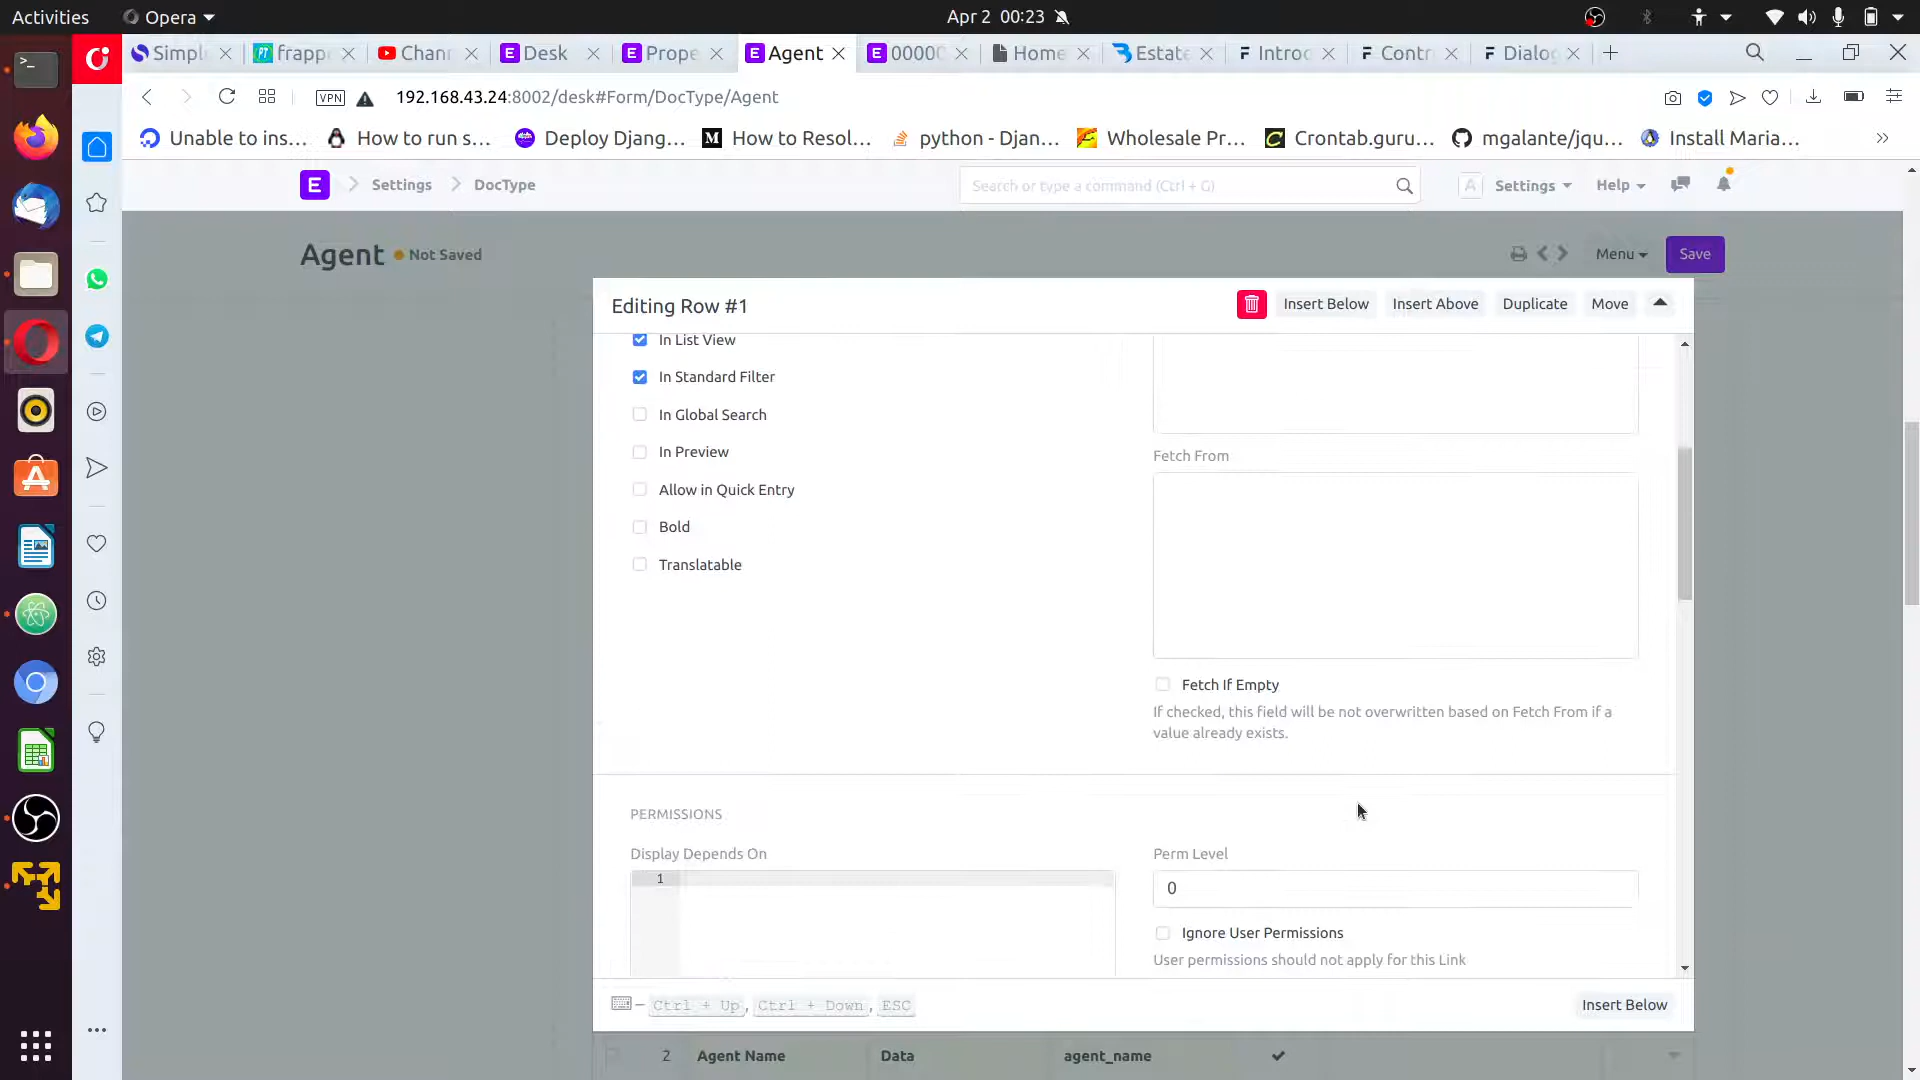 Activities
Opera
Apr 2 00:23
Simpl
frapp
Chan
Desk
Prope
Agent
0000
Home
Estate
Introd
Contr
Dialog
VPN
192.168.43.24:8002/desk#Form/DocType/Agent
Unable to ins...
How to run s...
Deploy Djang...
How to Resol...
python - Djan...
Wholesale Pr...
Crontab.guru...
mgalante/jqu...
Install Maria...
E
Settings
DocType
Search or type a command (Ctrl + G)
A
Settings
Help
Agent
Not Saved
Menu
Save
Editing Row #1
Insert Below
Insert Above
Duplicate
Move
In List View
In Standard Filter
In Global Search
In Preview
Allow in Quick Entry
Bold
Translatable
Fetch From
Fetch If Empty
If checked, this field will be not overwritten based on Fetch From if a
value already exists.
PERMISSIONS
Display Depends On
1
Perm Level
0
Ignore User Permissions
User permissions should not apply for this Link
– Ctrl + Up, Ctrl + Down, ESC
Insert Below
2 Agent Name Data agent_name